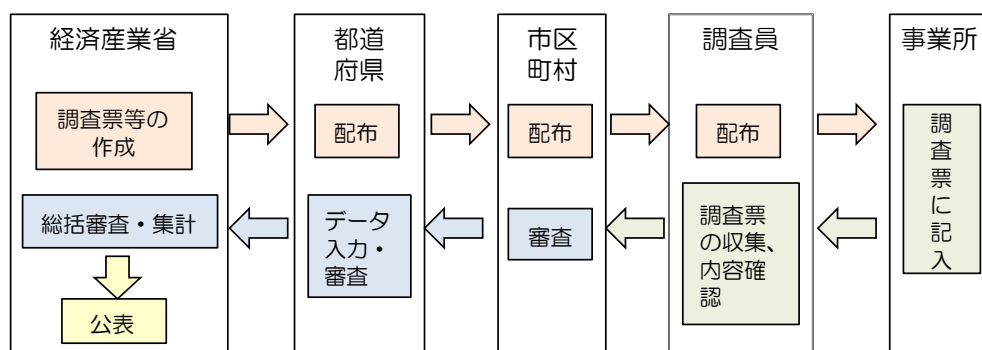 経済産業省
都道
府県
市区
町村
調査員
事業所
調査票等の
作成
配布
配布
配布
調査票に記入
総括審査・集計
データ
入力・
審査
審査
調査票
の収集、
内容確
認
公表